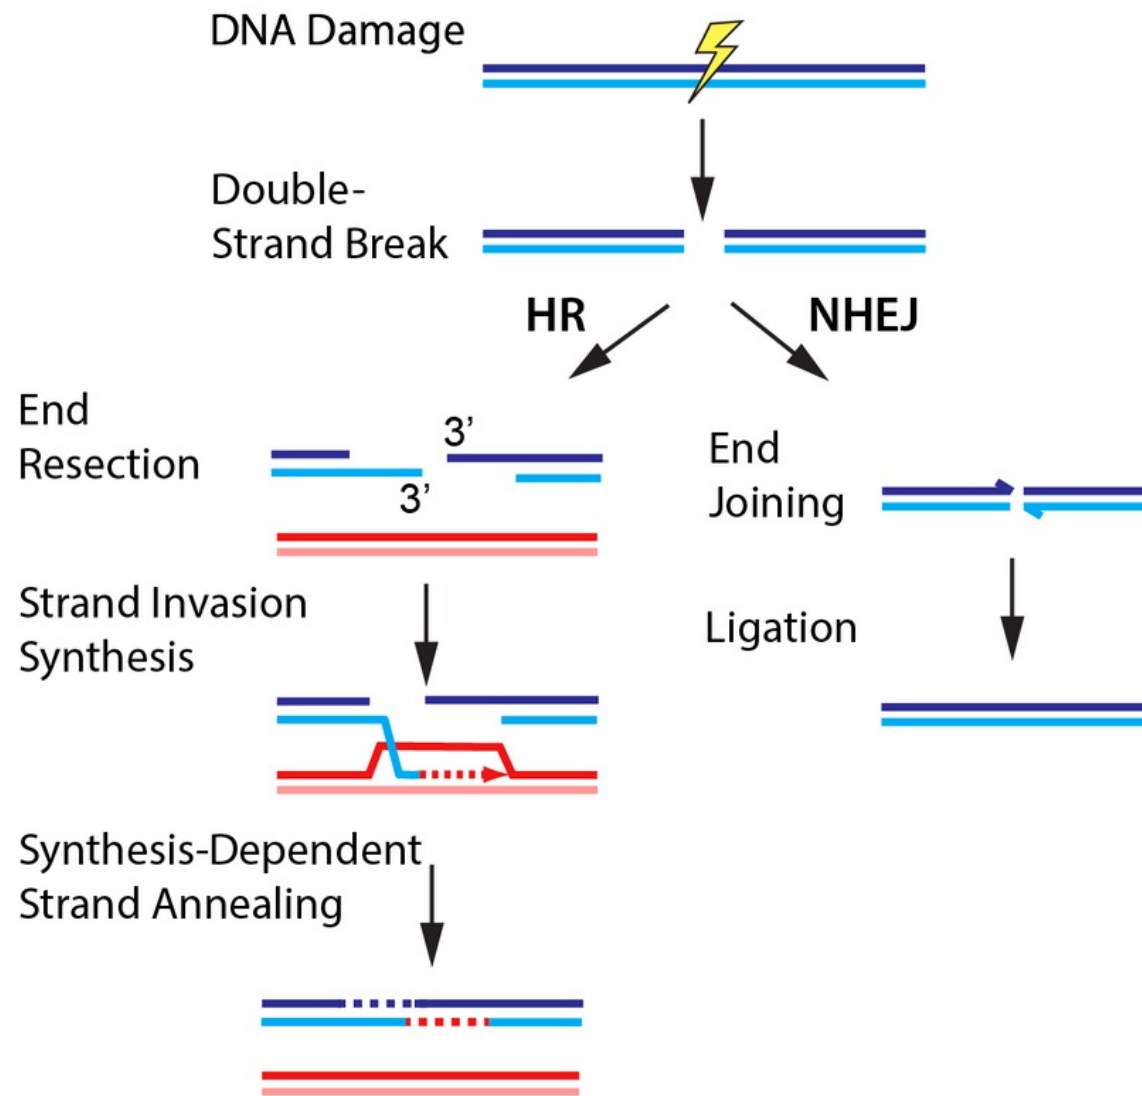 DNA Damage
Double-
Strand Break
HR
NHEJ
End
Resection
3’
3’
End
Joining
Strand Invasion
Synthesis
Ligation
Synthesis-Dependent
Strand Annealing